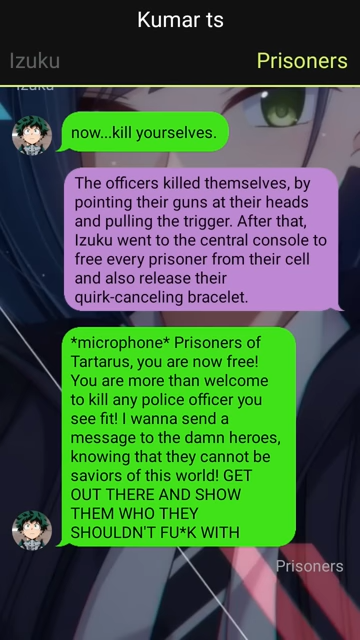 Kumar ts
Izuku
Prisoners
Izuku
now...kill yourselves.
The officers killed themselves, by
pointing their guns at their heads
and pulling the trigger. After that,
Izuku went to the central console to
free every prisoner from their cell
and also release their
quirk-canceling bracelet.
*microphone* Prisoners of
Tartarus, you are now free!
You are more than welcome
to kill any police officer you
see fit! I wanna send a
message to the damn heroes,
knowing that they cannot be
saviors of this world! GET
OUT THERE AND SHOW
THEM WHO THEY
SHOULDN'T FU*K WITH
Prisoners